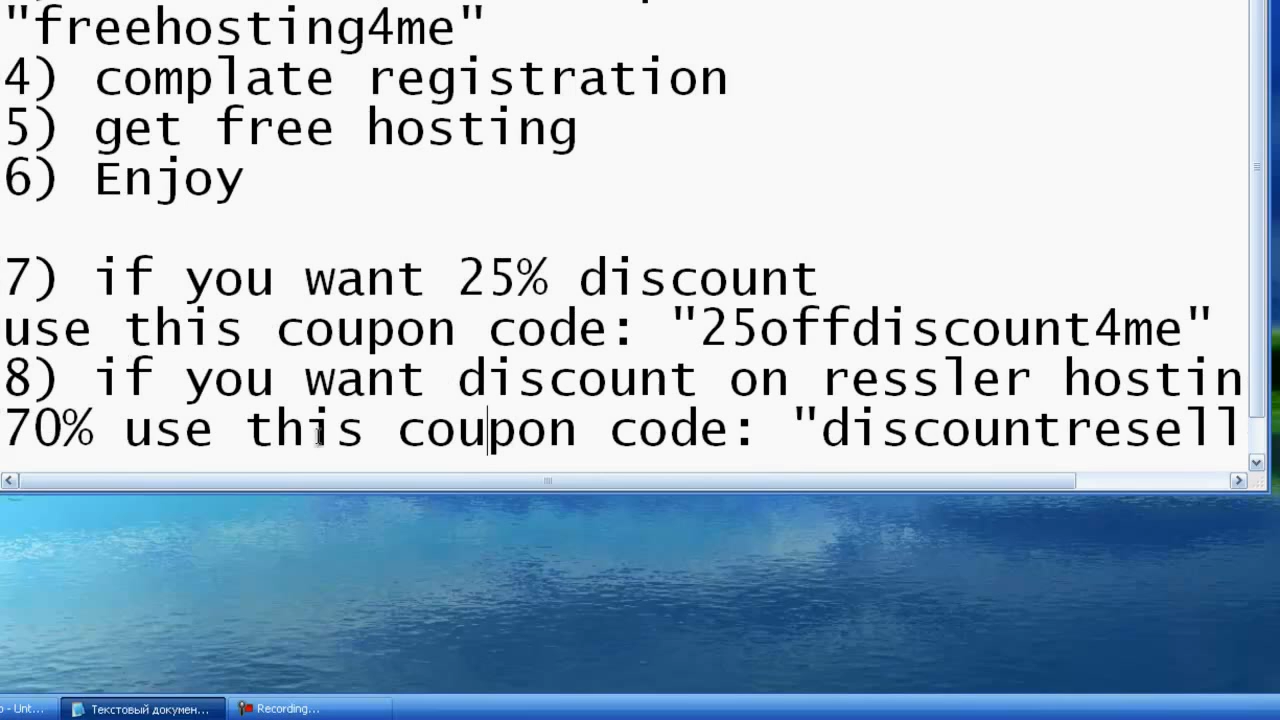 "freehosting4me"
4) complate registration
5) get free hosting
6) Enjoy
7) if you want 25% discount
use this coupon code: "25offdiscount4me"
8) if you want discount on ressler hostin
70% use this coupon code: "discountresell
o - Unt...
Текстовый докумен...
Recording...